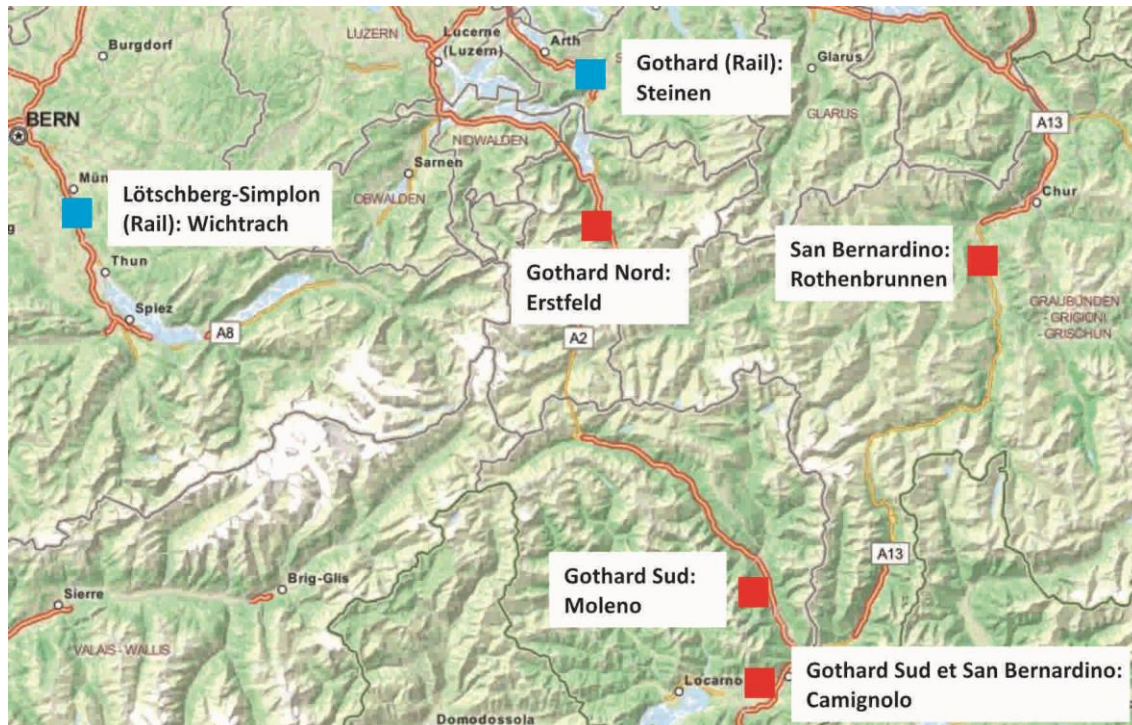 Burgdorf
LUZERN
Lucerne
(Luzern)
Arth
Gothard (Rail):
Steinen
Glarus
GLARUS
BERN
A13
NIDWALDEN
Sarnen
OBWALDEN
Mün
Lötschberg-Simplon
(Rail): Wichtrach
Chur
Thun
Gothard Nord:
Erstfeld
San Bernardino:
Rothenbrunnen
Spiez
A8
A2
GRAUBÜNDEN
- GRIGIONI
- GRISCHUN
A13
Gothard Sud:
Moleno
Brig-Glis
Sierre
VALAIS- WALLIS
Locarno
Gothard Sud et San Bernardino:
Camignolo
Domodossola